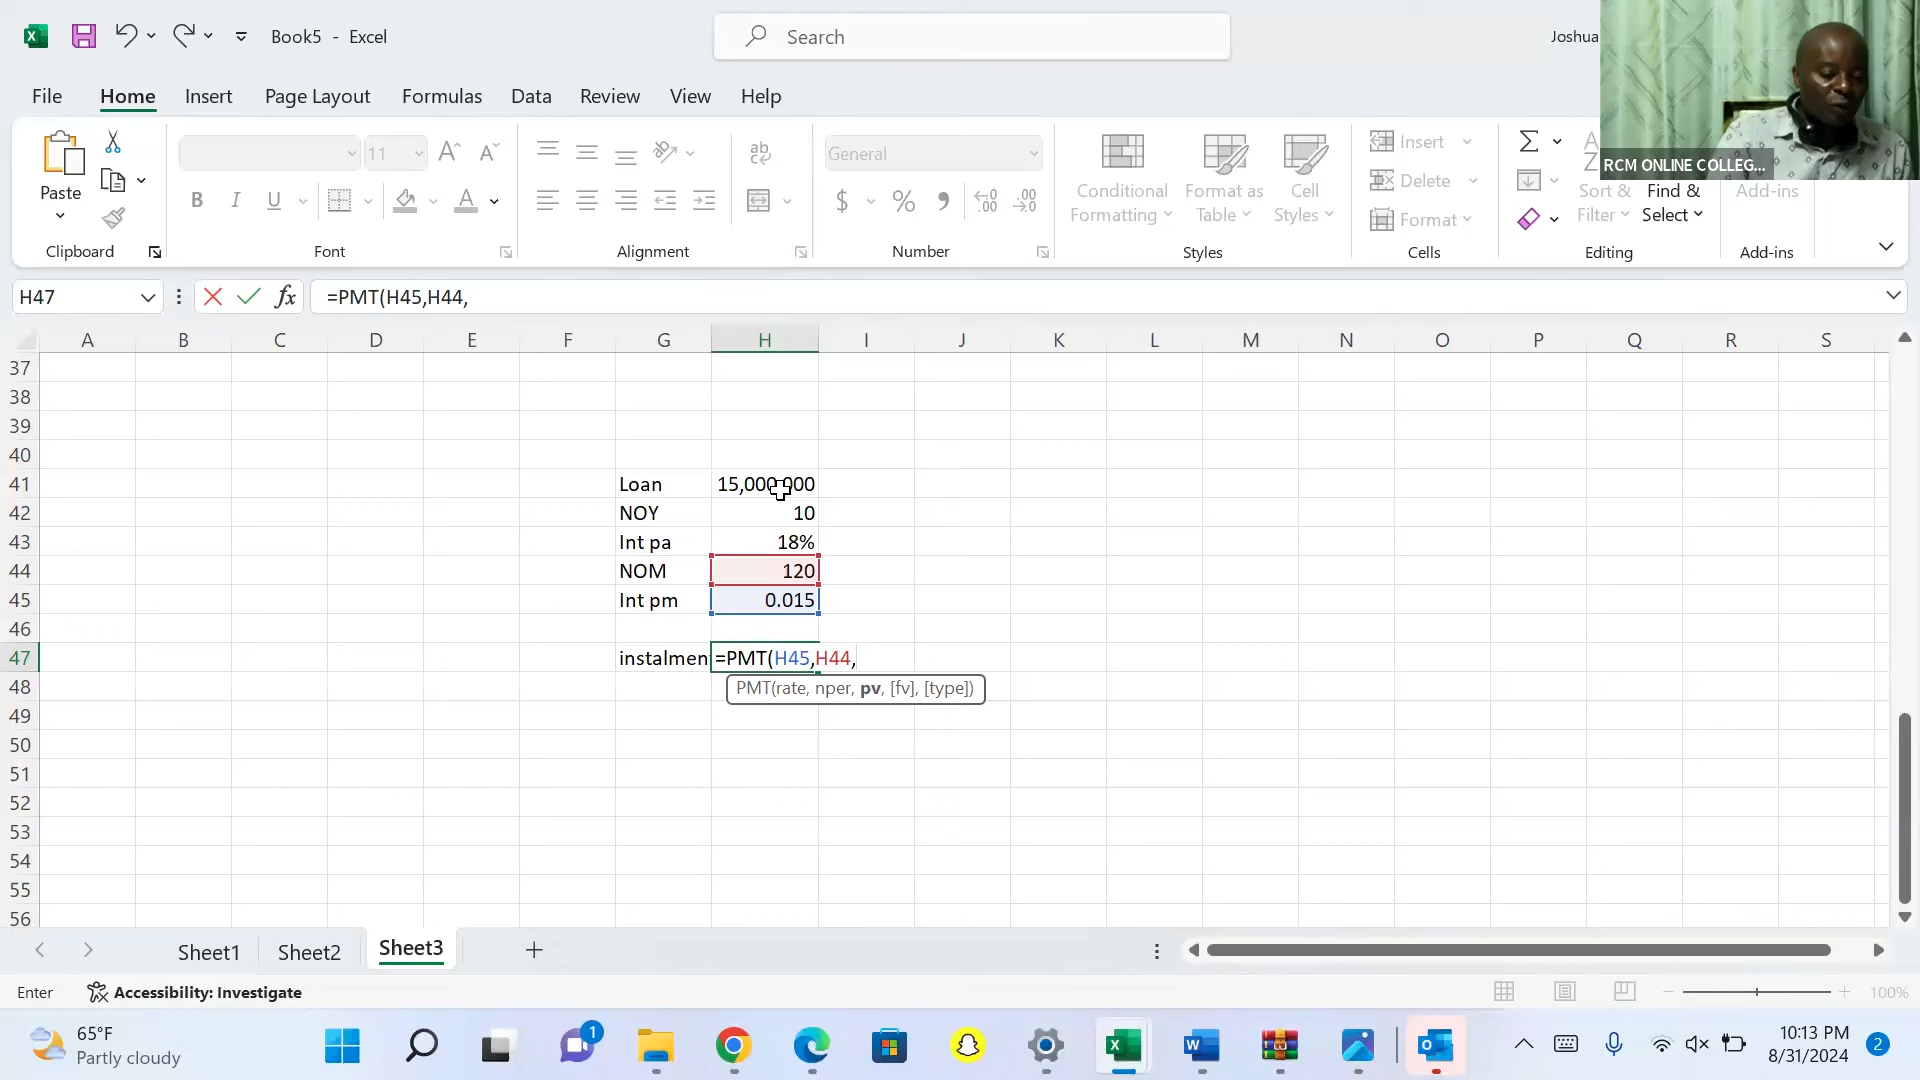 Book5 - Excel
Search
Joshua
File Home Insert Page Layout Formulas Data Review View Help
RCM ONLINE COLLEG...
Paste
Clipboard
11
Font
Alignment
General
Number
Conditional Formatting
Format as Table
Cell Styles
Styles
Insert
Delete
Format
Cells
Sort & Filter
Find & Select
Editing
Add-ins
Add-ins
H47 =PMT(H45,H44,
A B C D E F G H I J K L M N O P Q R S
37
38
39
40
41 Loan 15,000,000
42 NOY 10
43 Int pa 18%
44 NOM 120
45 Int pm 0.015
46
47 instalmen =PMT(H45,H44,
48 PMT(rate, nper, pv, [fv], [type])
49
50
51
52
53
54
55
56
Sheet1 Sheet2 Sheet3
Enter Accessibility: Investigate 100%
65°F
Partly cloudy
1
10:13 PM
8/31/2024
2